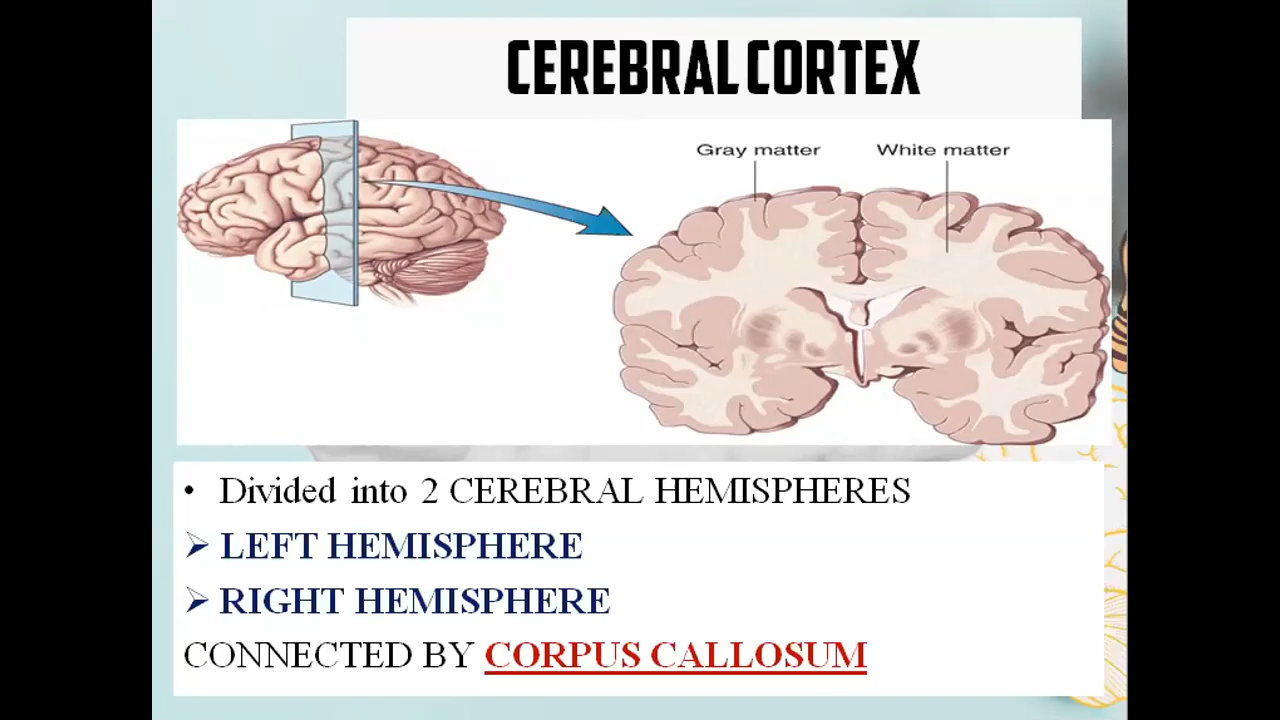 CEREBRAL CORTEX
Gray matter
White matter
• Divided into 2 CEREBRAL HEMISPHERES
➢ LEFT HEMISPHERE
➢ RIGHT HEMISPHERE
CONNECTED BY CORPUS CALLOSUM